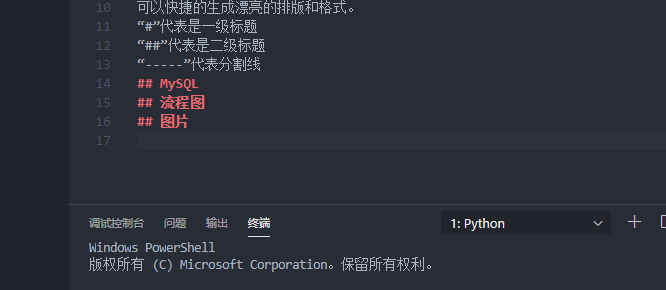 10 可以快捷的生成漂亮的排版和格式。
11 “#”代表是一级标题
12 “##”代表是二级标题
13 “-----”代表分割线
14 ## MySQL
15 ## 流程图
16 ## 图片
17
调试控制台 问题 输出 终端 1: Python
Windows PowerShell
版权所有 (C) Microsoft Corporation。保留所有权利。